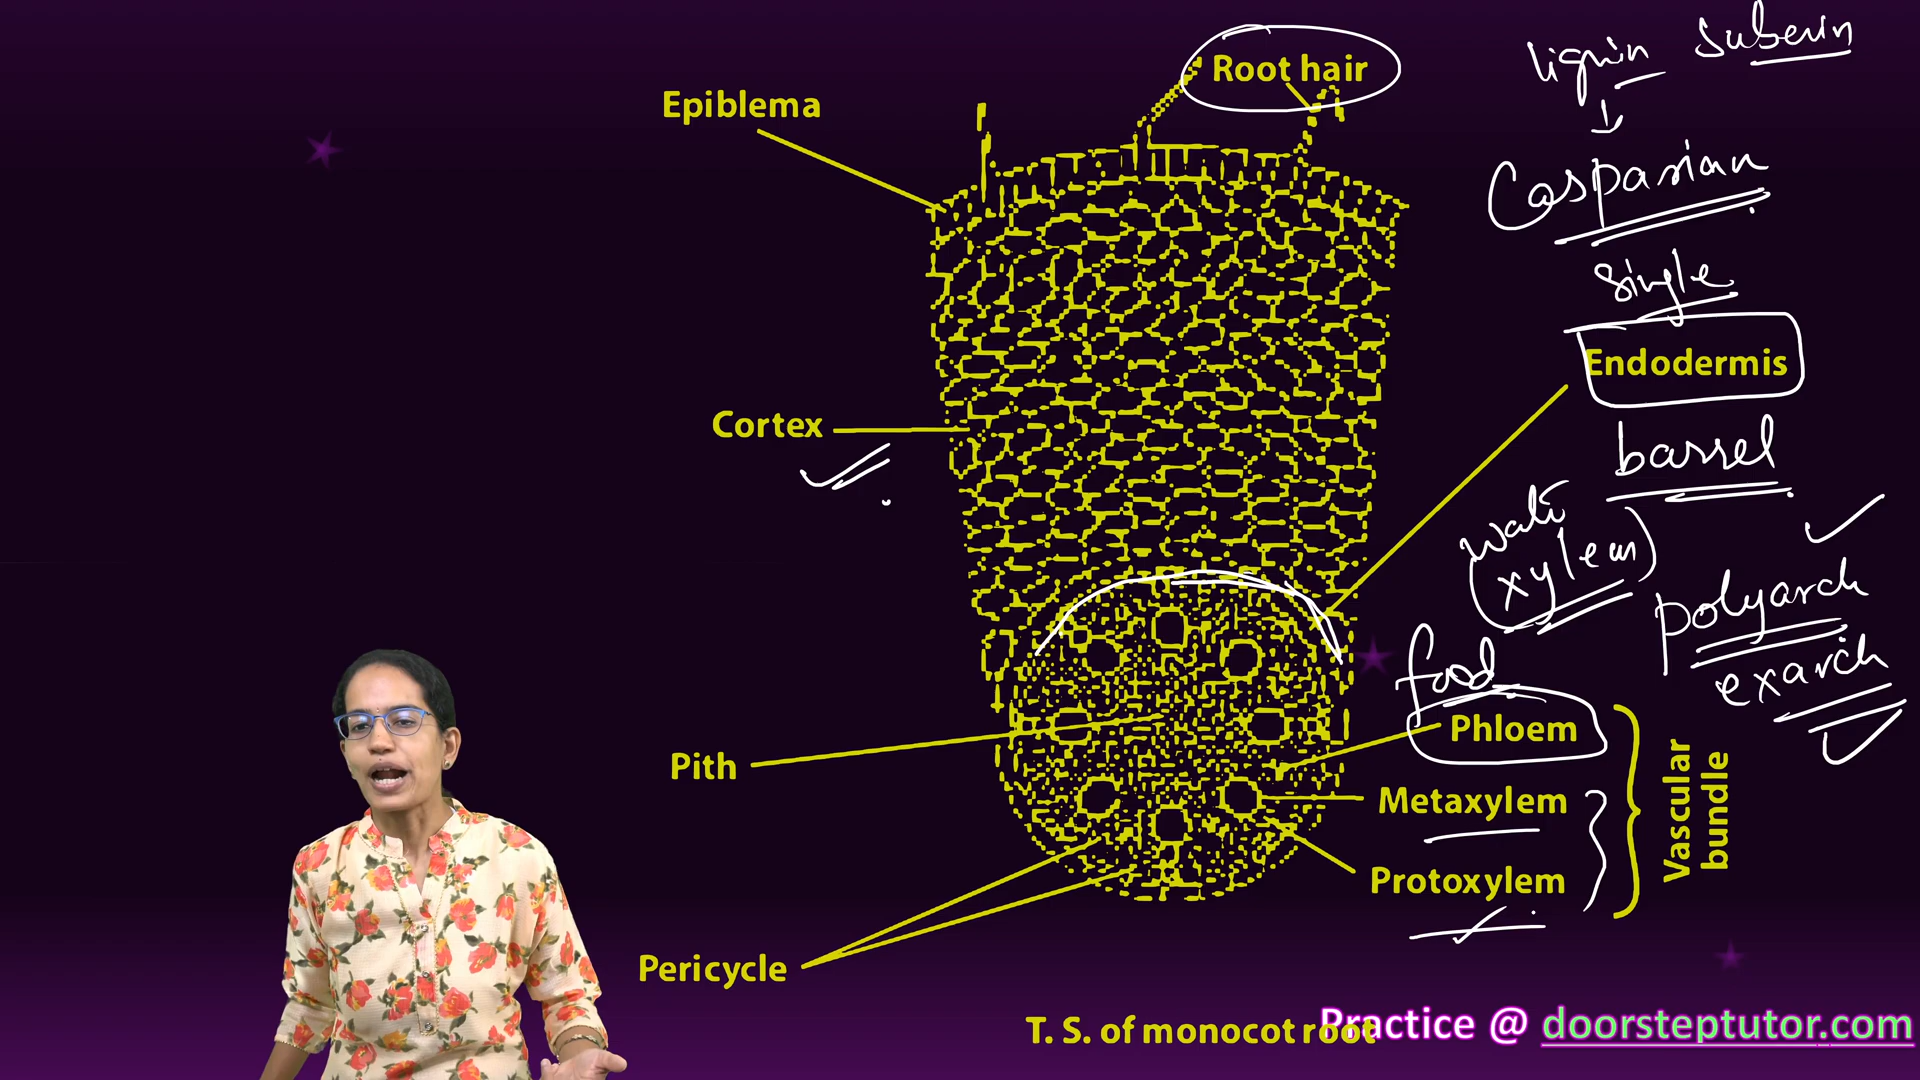 Root hair
lignin suberin
Epiblema
Casparian
single
Endodermis
Cortex
barrel
xylem
polyarch
food
exarch
Phloem
Pith
Metaxylem
Vascular
bundle
Protoxylem
Pericycle
T. S. of monocot root
Practice @ doorsteptutor.com